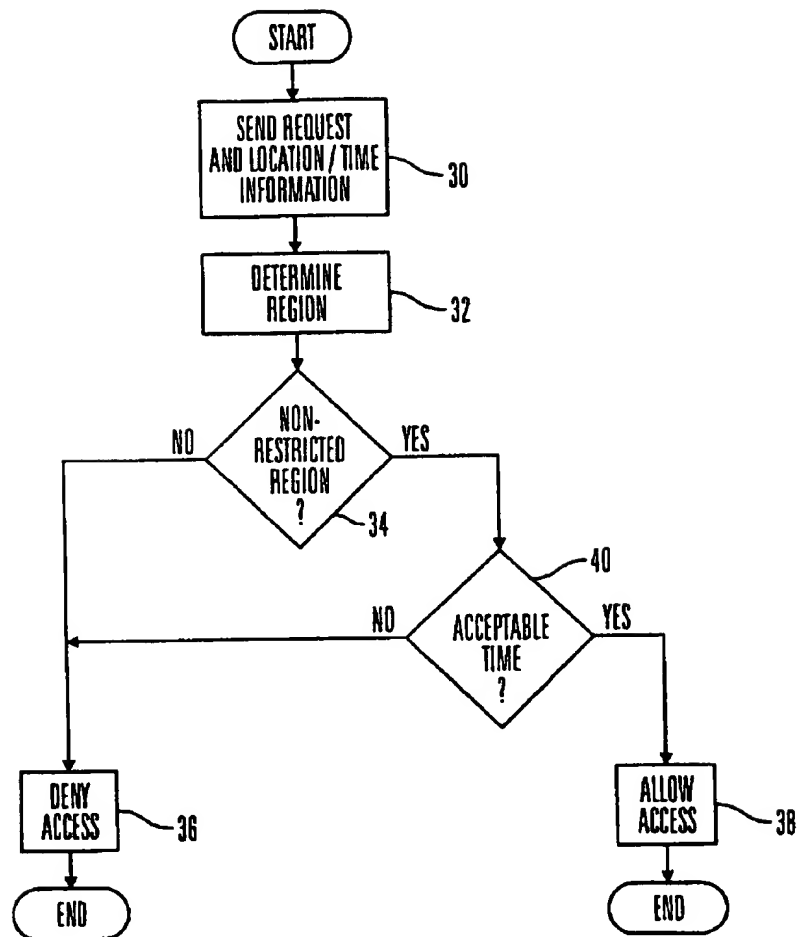 START
SEND REQUEST
AND LOCATION / TIME
INFORMATION
30
DETERMINE
REGION
32
NO
NON-
RESTRICTED
REGION
?
YES
34
40
NO
ACCEPTABLE
TIME
?
YES
DENY
ACCESS
36
ALLOW
ACCESS
38
END
END